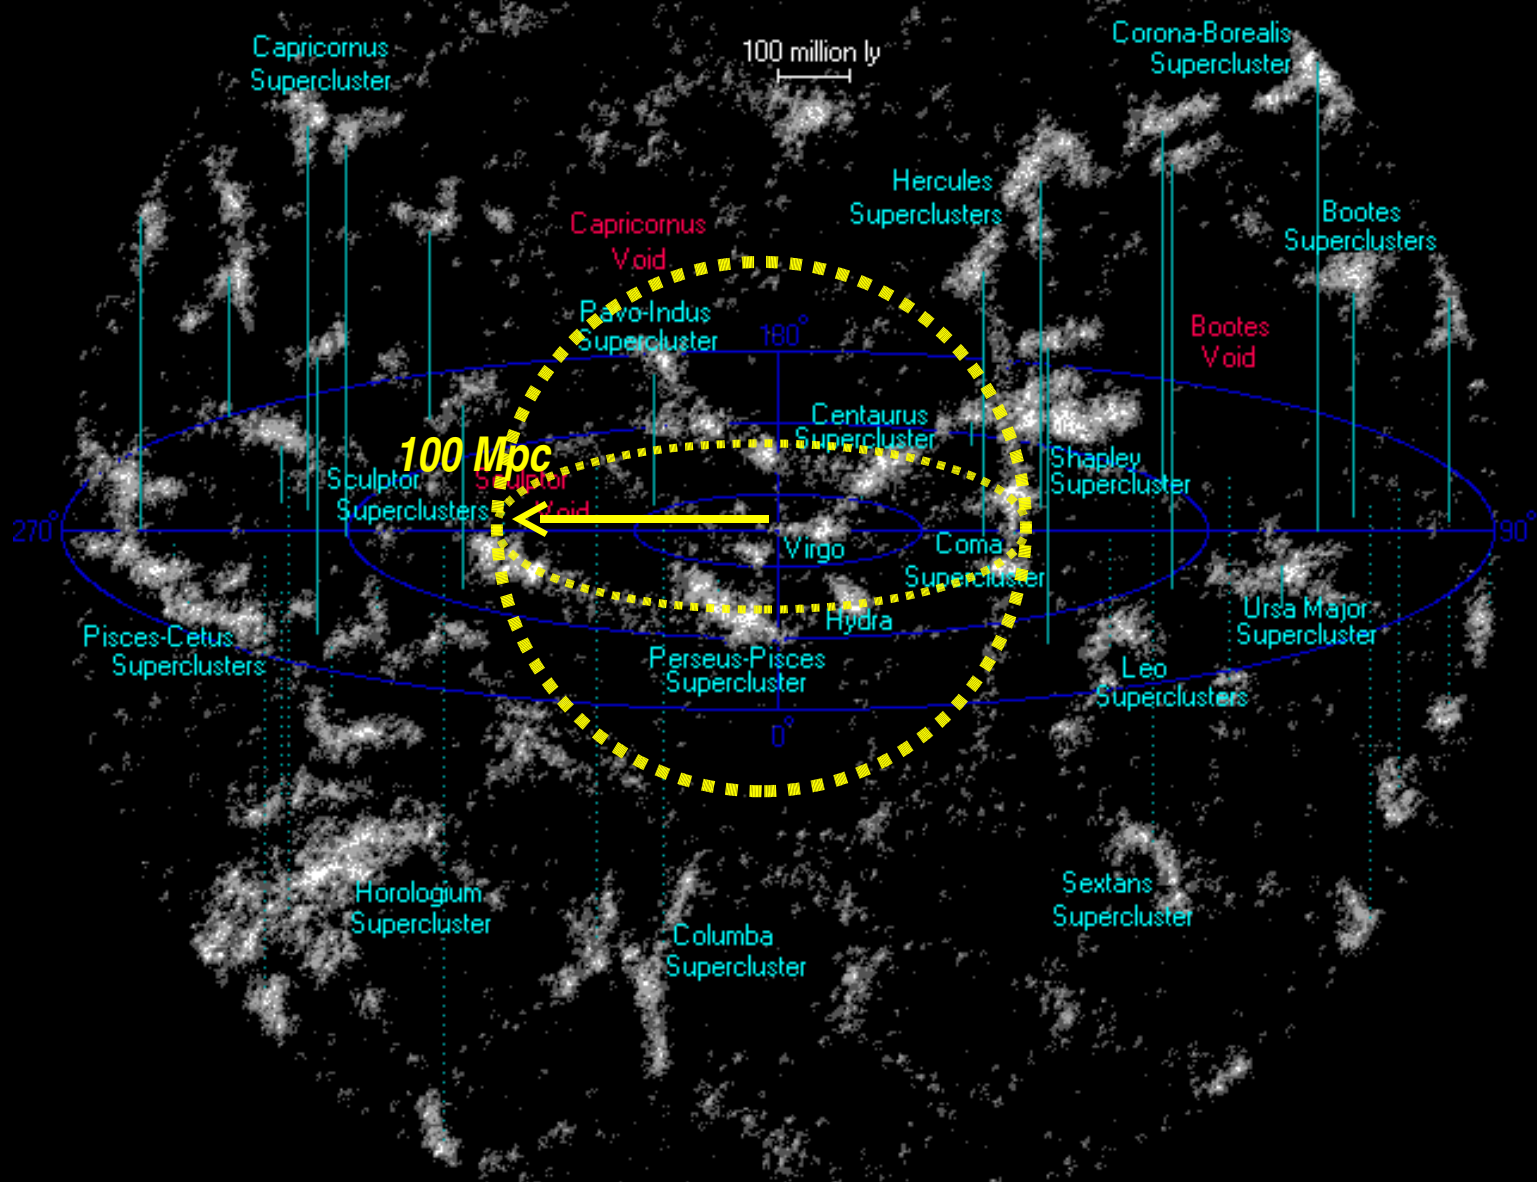 Capricornus
Supercluster
100 million ly
Corona-Borealis
Supercluster
Hercules
Superclusters
Bootes
Superclusters
Capricornus
Void
Pavo-Indus
Supercluster
180°
Bootes
Void
Centaurus
Supercluster
100 Mpc
Sculptor
Superclusters
Sculptor
Void
Shapley
Supercluster
270°
90°
Virgo
Coma
Supercluster
Hydra
Ursa Major
Supercluster
Pisces-Cetus
Superclusters
Perseus-Pisces
Supercluster
Leo
Superclusters
0°
Horologium
Supercluster
Sextans
Supercluster
Columba
Supercluster